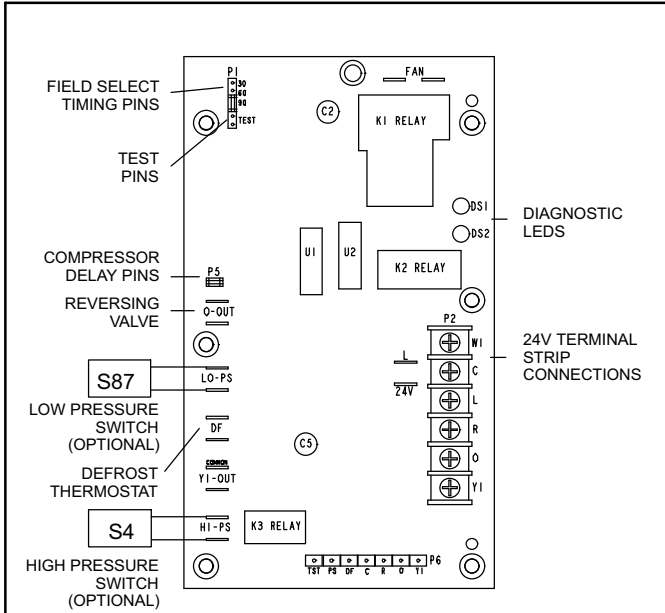 P1
30
60
90
TEST
FIELD SELECT
TIMING PINS
TEST
PINS
FAN
C2
K1 RELAY
DS1
DS2
DIAGNOSTIC
LEDS
U1
U2
K2 RELAY
COMPRESSOR
DELAY PINS
P5
REVERSING
VALVE
O-OUT
P2
W1
C
L
R
O
Y1
24V TERMINAL
STRIP
CONNECTIONS
L
24V
S87
LO-PS
LOW PRESSURE
SWITCH
(OPTIONAL)
DF
DEFROST
THERMOSTAT
C5
COMMON
Y1-OUT
S4
HI-PS
K3 RELAY
HIGH PRESSURE
SWITCH
(OPTIONAL)
P6
TST PS DF C R O Y1